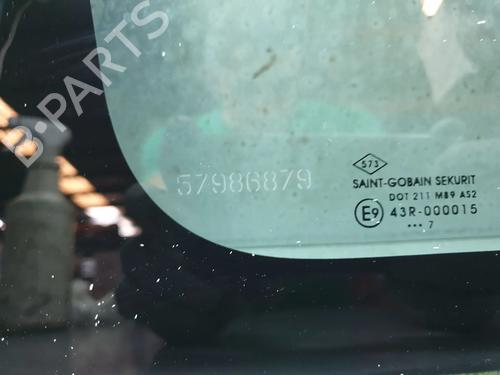 B-PARTS
57986879
573
SAINT-GOBAIN SEKURIT
DOT 211 M89 AS2
E9 43R-000015
••• 7